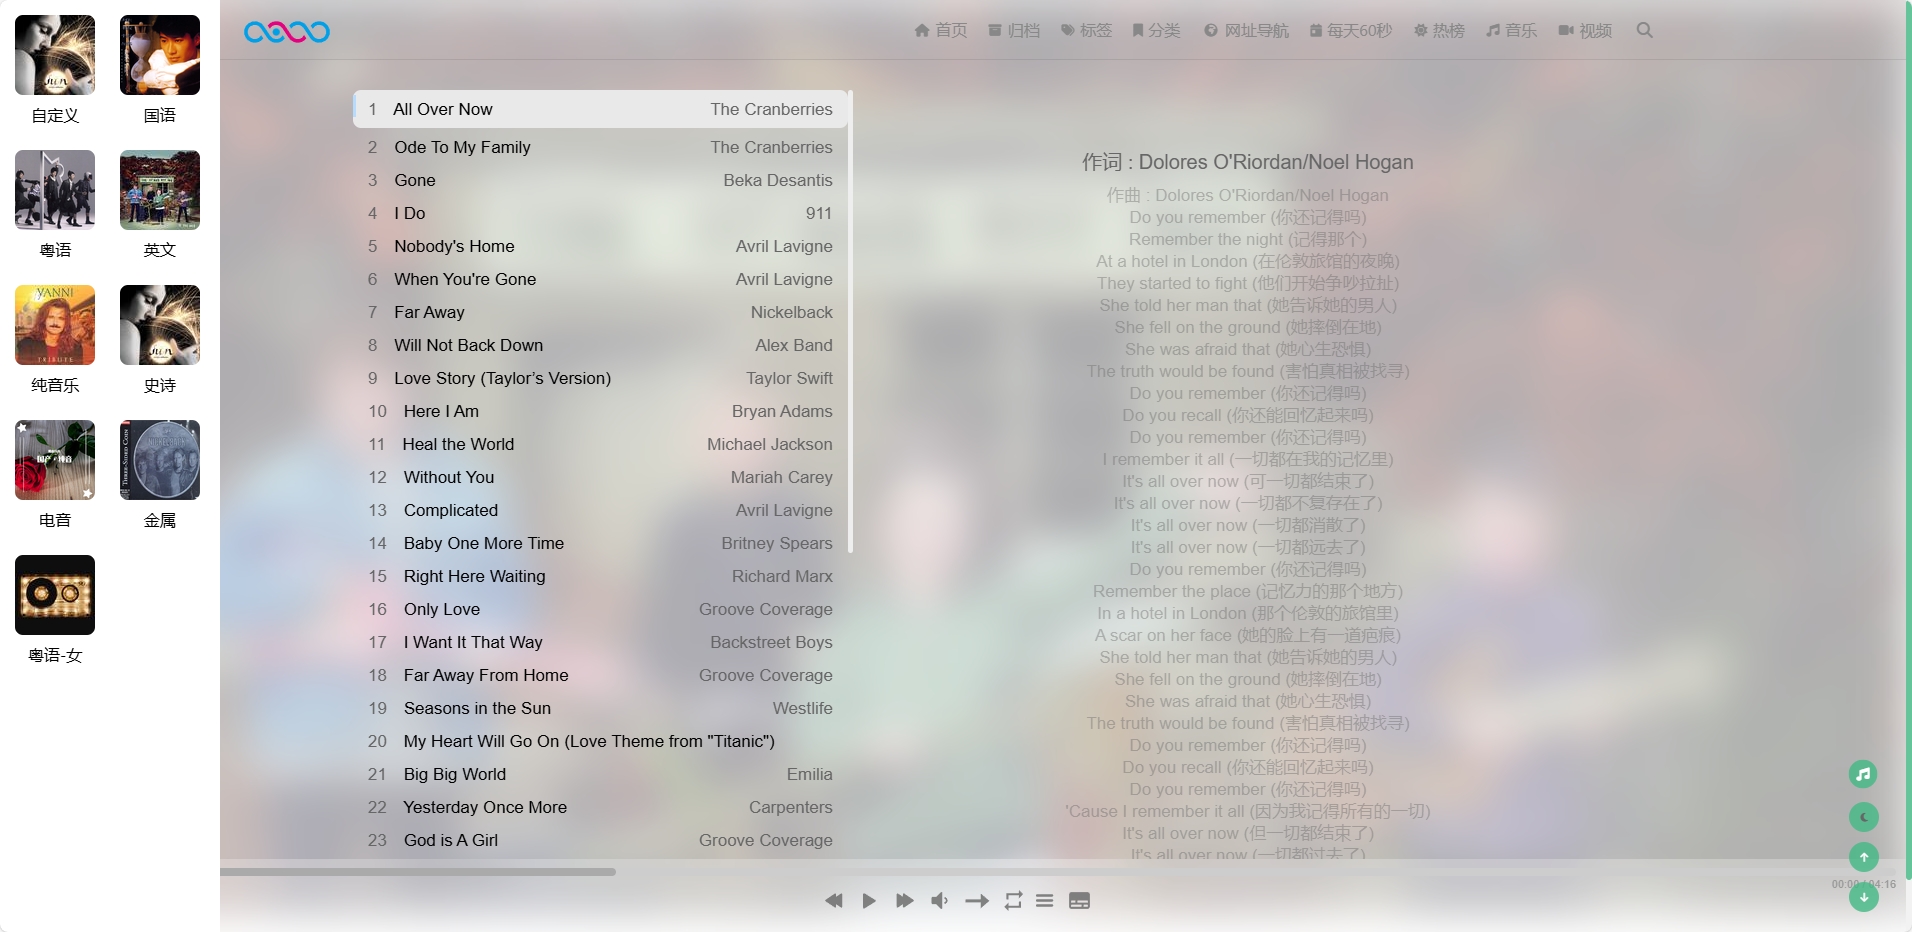 首页 归档 标签 分类 网址导航 每天60秒 热榜 音乐 视频
自定义 国语
粤语 英文
YANNI
TRIBUTE
纯音乐 史诗
电音 金属
粤语-女
1 All Over Now The Cranberries
2 Ode To My Family The Cranberries
3 Gone Beka Desantis
4 I Do 911
5 Nobody's Home Avril Lavigne
6 When You're Gone Avril Lavigne
7 Far Away Nickelback
8 Will Not Back Down Alex Band
9 Love Story (Taylor’s Version) Taylor Swift
10 Here I Am Bryan Adams
11 Heal the World Michael Jackson
12 Without You Mariah Carey
13 Complicated Avril Lavigne
14 Baby One More Time Britney Spears
15 Right Here Waiting Richard Marx
16 Only Love Groove Coverage
17 I Want It That Way Backstreet Boys
18 Far Away From Home Groove Coverage
19 Seasons in the Sun Westlife
20 My Heart Will Go On (Love Theme from "Titanic")
21 Big Big World Emilia
22 Yesterday Once More Carpenters
23 God is A Girl Groove Coverage
作词 : Dolores O'Riordan/Noel Hogan
作曲 : Dolores O'Riordan/Noel Hogan
Do you remember (你还记得吗)
Remember the night (记得那个)
At a hotel in London (在伦敦旅馆的夜晚)
They started to fight (他们开始争吵拉扯)
She told her man that (她告诉她的男人)
She fell on the ground (她摔倒在地)
She was afraid that (她心生恐惧)
The truth would be found (害怕真相被找寻)
Do you remember (你还记得吗)
Do you recall (你还能回忆起来吗)
Do you remember (你还记得吗)
I remember it all (一切都在我的记忆里)
It's all over now (可一切都结束了)
It's all over now (一切都不复存在了)
It's all over now (一切都消散了)
It's all over now (一切都远去了)
Do you remember (你还记得吗)
Remember the place (记忆力的那个地方)
In a hotel in London (那个伦敦的旅馆里)
A scar on her face (她的脸上有一道疤痕)
She told her man that (她告诉她的男人)
She fell on the ground (她摔倒在地)
She was afraid that (她心生恐惧)
The truth would be found (害怕真相被找寻)
Do you remember (你还记得吗)
Do you recall (你还能回忆起来吗)
Do you remember (你还记得吗)
'Cause I remember it all (因为我记得所有的一切)
It's all over now (但一切都结束了)
It's all over now (一切都过去了)
00:00 / 04:16